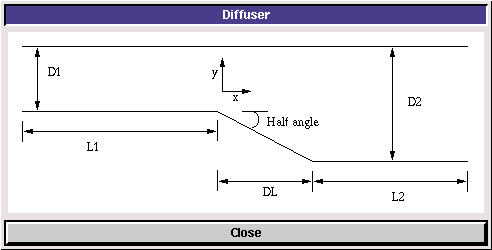 Diffuser
D1
y
x
D2
Half angle
L1
DL
L2
Close